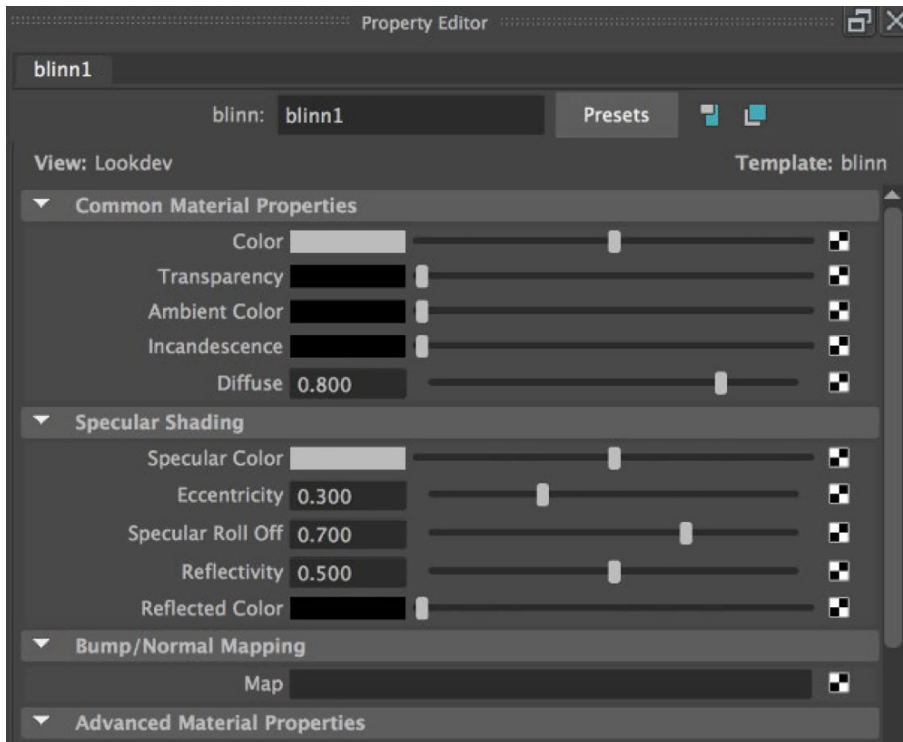 Property Editor
blinn1
blinn: blinn1 Presets
View: Lookdev Template: blinn
Common Material Properties
Color
Transparency
Ambient Color
Incandescence
Diffuse 0.800
Specular Shading
Specular Color
Eccentricity 0.300
Specular Roll Off 0.700
Reflectivity 0.500
Reflected Color
Bump/Normal Mapping
Map
Advanced Material Properties